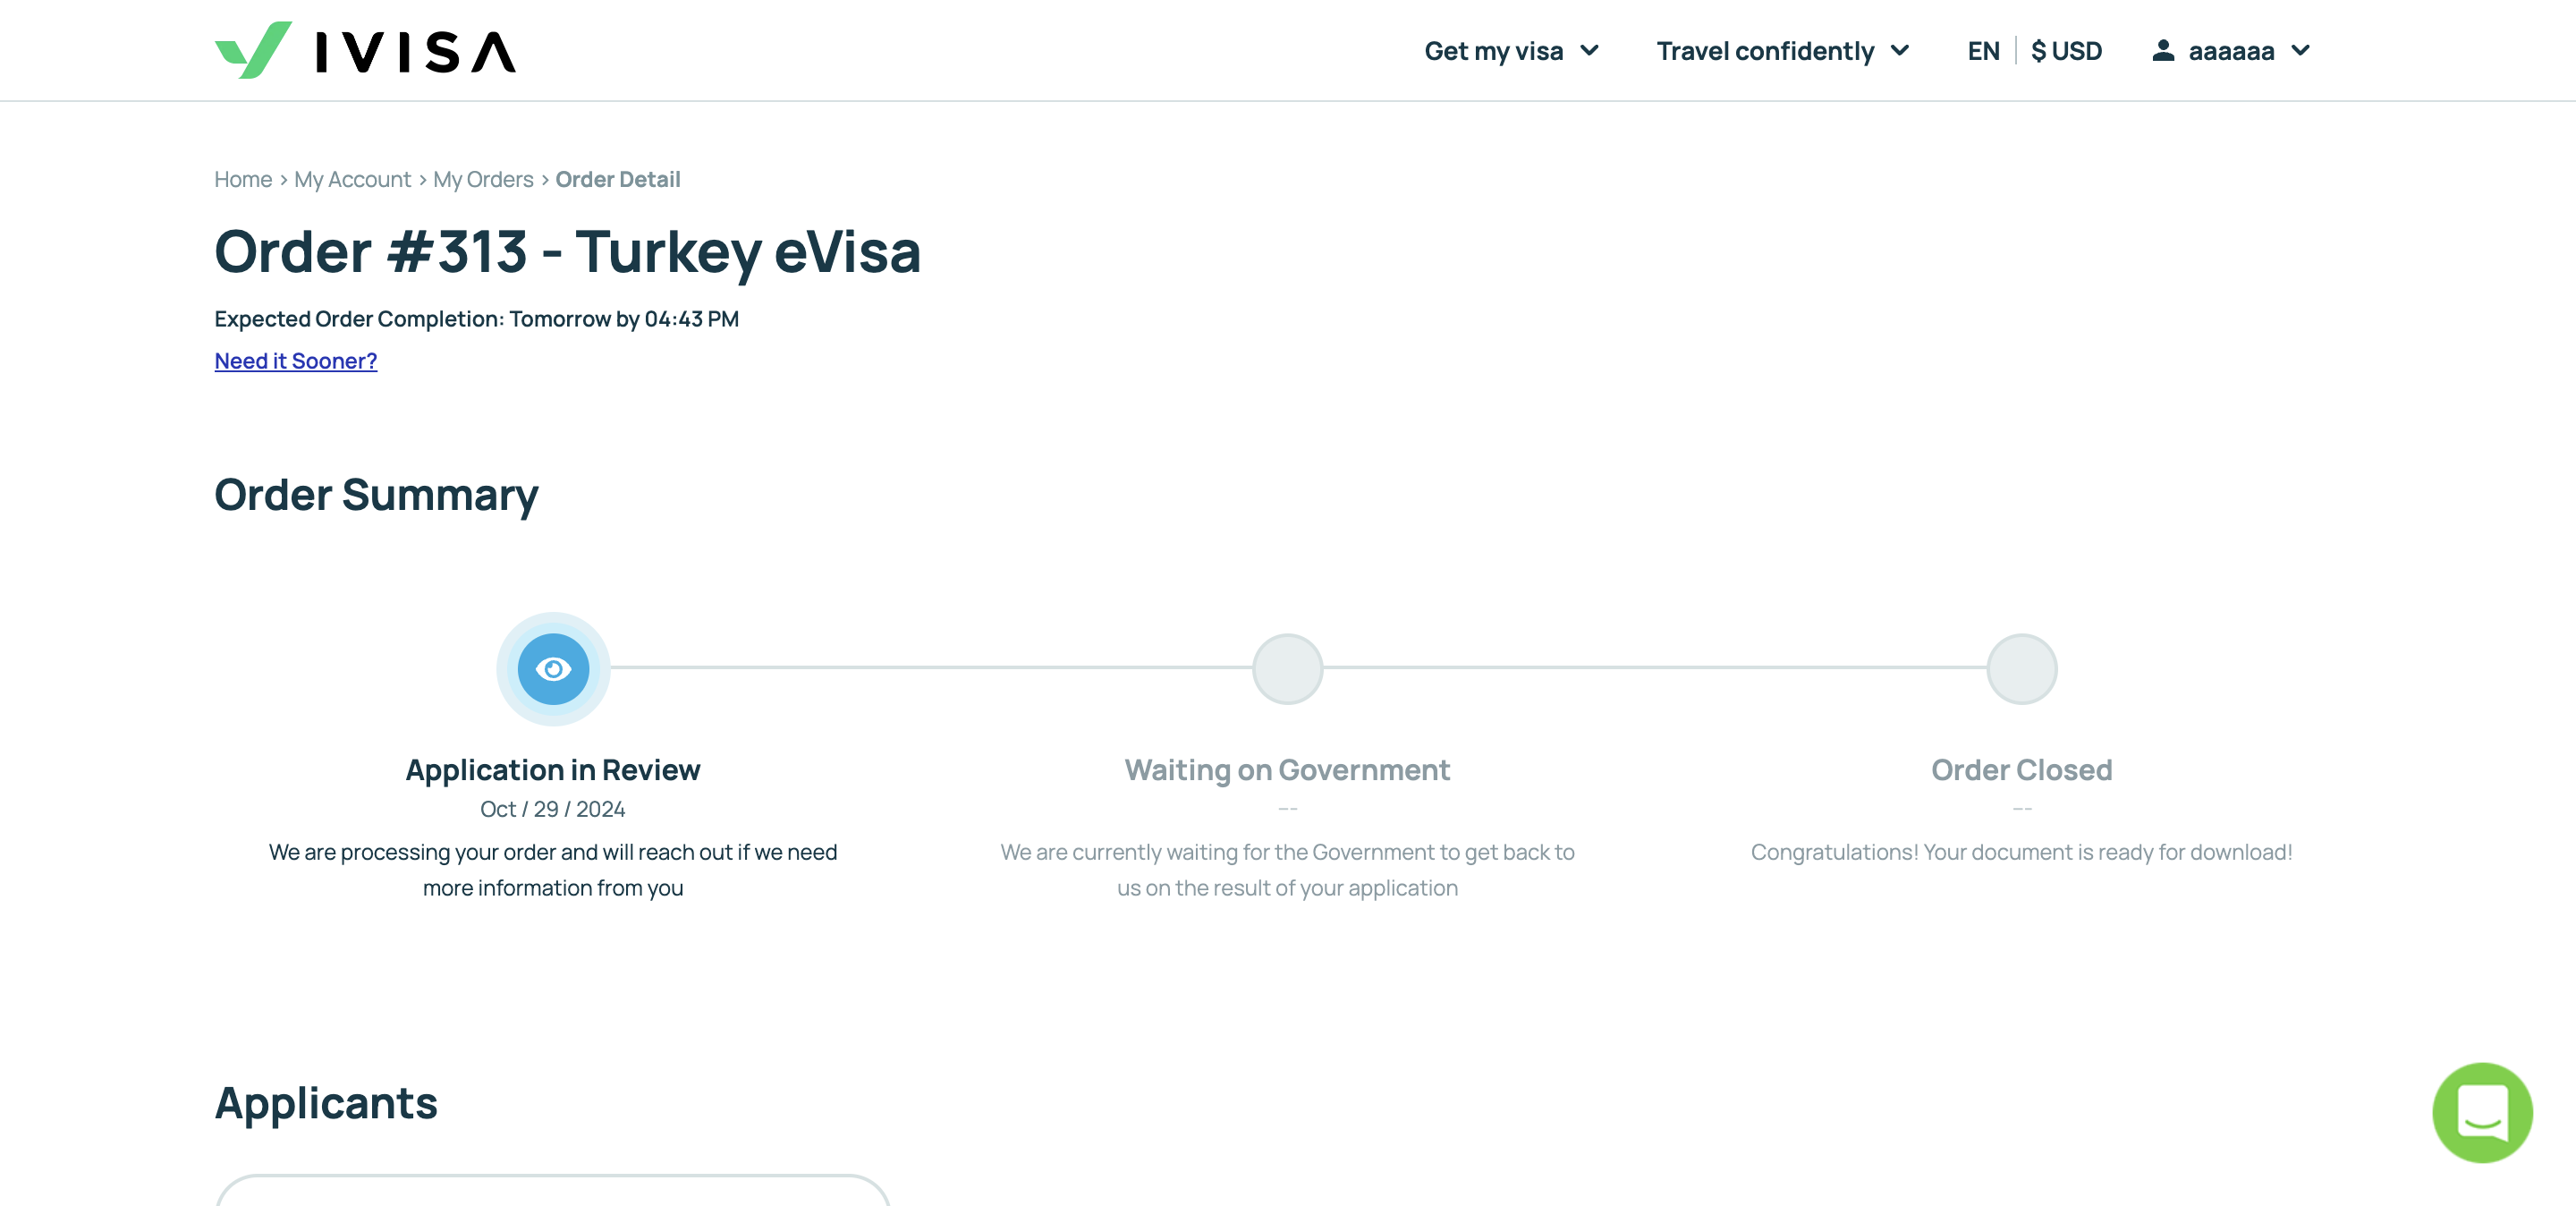 IVISA
Get my visa
Travel confidently
EN
$ USD
aaaaaa
Home > My Account > My Orders > Order Detail
Order #313 - Turkey eVisa
Expected Order Completion: Tomorrow by 04:43 PM
Need it Sooner?
Order Summary
Application in Review
Oct / 29 / 2024
We are processing your order and will reach out if we need
more information from you
Waiting on Government
--
We are currently waiting for the Government to get back to
us on the result of your application
Order Closed
--
Congratulations! Your document is ready for download!
Applicants